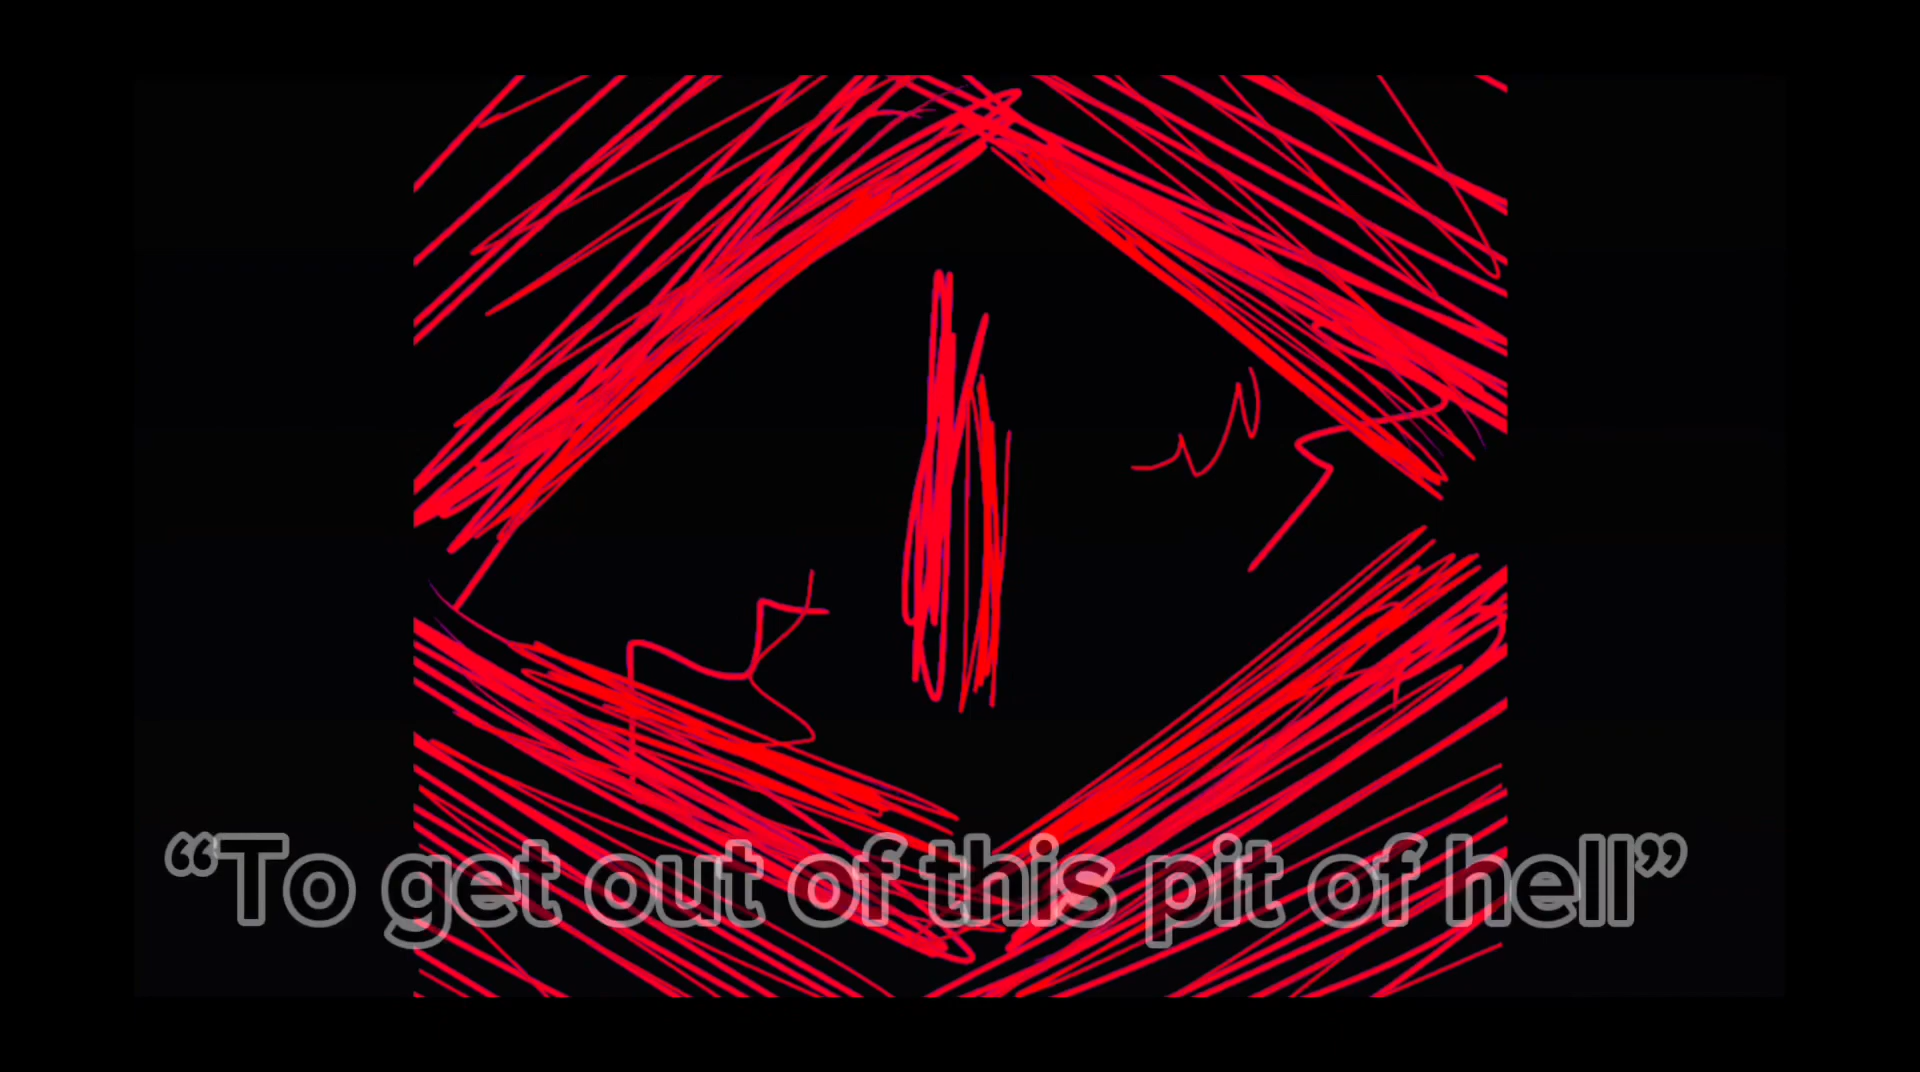 “To get out of this pit of hell”